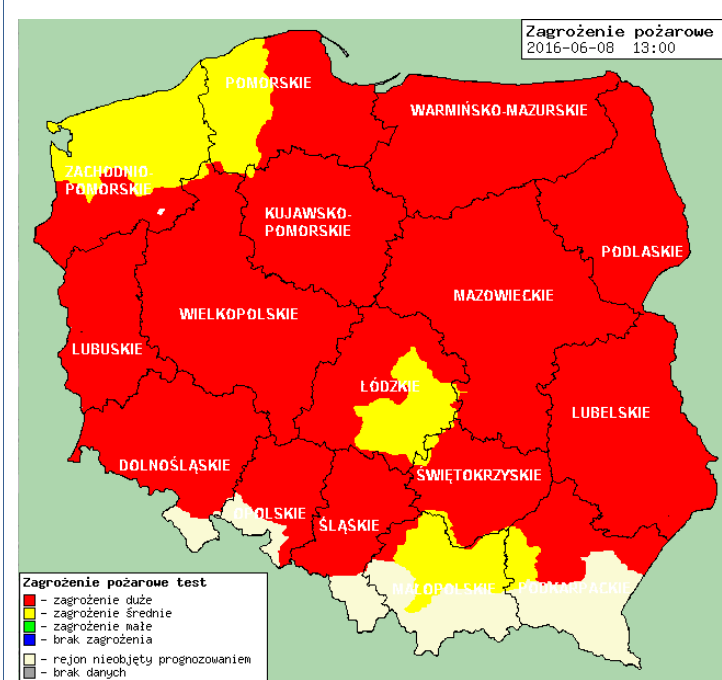 Zagrożenie pożarowe
2016-06-08 13:00
POMORSKIE
WARMIŃSKO-MAZURSKIE
ZACHODNIO-
POMORSKIE
KUJAWSKO-
POMORSKIE
PODLASKIE
MAZOWIECKIE
WIELKOPOLSKIE
LUBUSKIE
ŁÓDZKIE
LUBELSKIE
DOLNOŚLĄSKIE
ŚWIĘTOKRZYSKIE
OPOLSKIE
ŚLĄSKIE
MAŁOPOLSKIE
PODKARPACKIE
Zagrożenie pożarowe test
– zagrożenie duże
– zagrożenie średnie
– zagrożenie małe
– brak zagrożenia
– rejon nieobjęty prognozowaniem
– brak danych